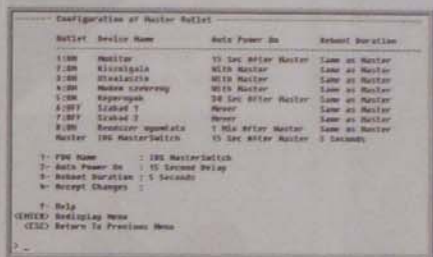 Configuration of Master Outlet
Outlet Device Name Auto Power On Reboot Duration
1:ON Monitor 15 Sec After Master Same as Master
2:ON With Master Same as Master
3:ON With Master Same as Master
4:ON Modem szekreny With Master Same as Master
5:ON 30 Sec After Master Same as Master
6:OFF Szabad 1 Never Same as Master
7:OFF Szabad 2 Never Same as Master
8:ON Rendszer 1 Min After Master Same as Master
Master MasterSwitch 15 Sec After Master 5 Seconds
1- PDU Name : MasterSwitch
2- Auto Power On : 15 Second Delay
3- Reboot Duration : 5 Seconds
4- Accept Changes :
?- Help
<ENTER> Redisplay Menu
<ESC> Return To Previous Menu
> _